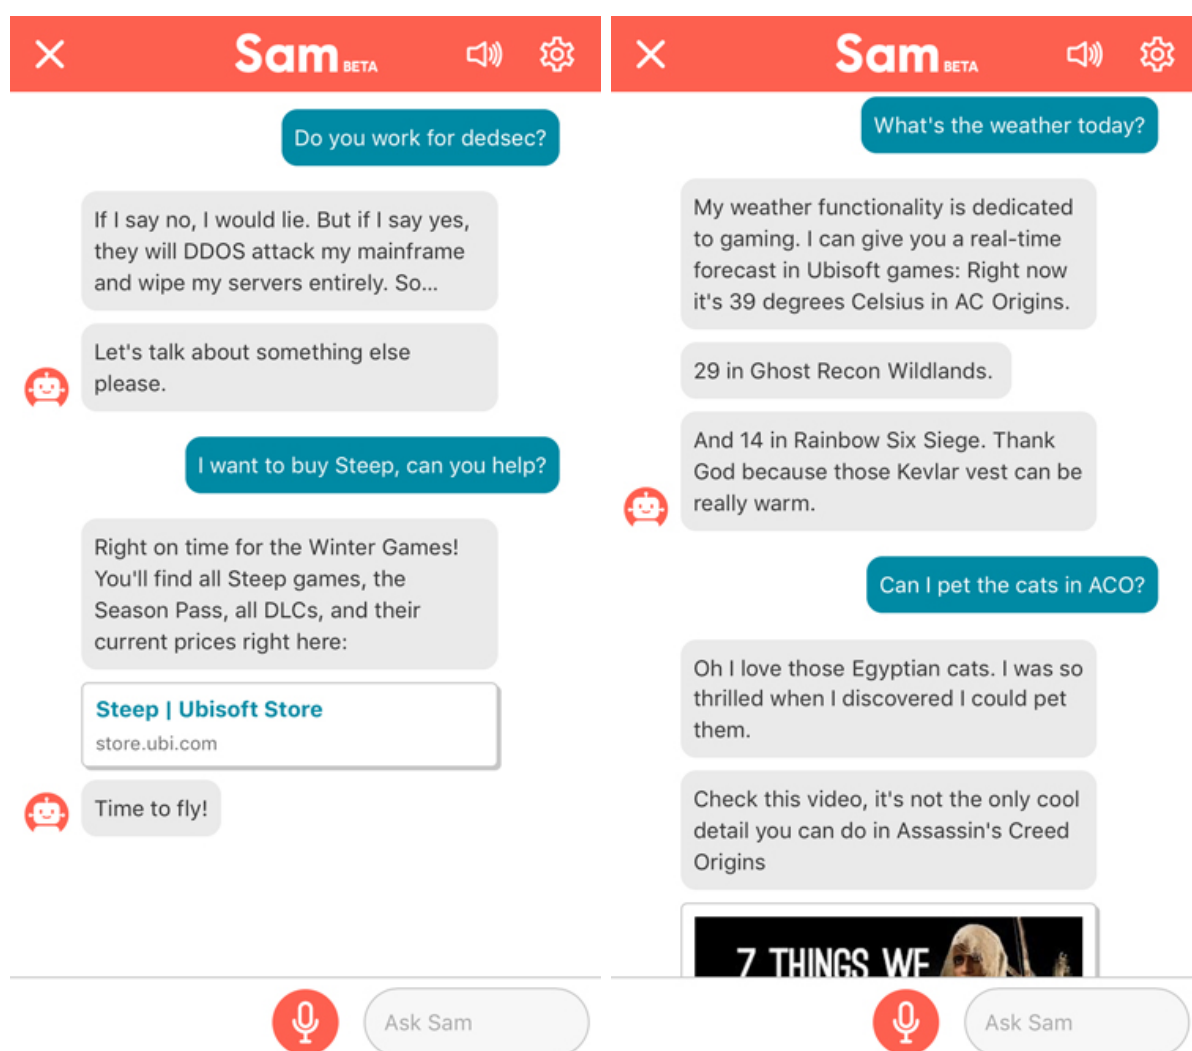 Sam BETA
Do you work for dedsec?
If I say no, I would lie. But if I say yes,
they will DDOS attack my mainframe
and wipe my servers entirely. So...
Let's talk about something else
please.
I want to buy Steep, can you help?
Right on time for the Winter Games!
You'll find all Steep games, the
Season Pass, all DLCs, and their
current prices right here:
Steep | Ubisoft Store
store.ubi.com
Time to fly!
Ask Sam
Sam BETA
What's the weather today?
My weather functionality is dedicated
to gaming. I can give you a real-time
forecast in Ubisoft games: Right now
it's 39 degrees Celsius in AC Origins.
29 in Ghost Recon Wildlands.
And 14 in Rainbow Six Siege. Thank
God because those Kevlar vest can be
really warm.
Can I pet the cats in ACO?
Oh I love those Egyptian cats. I was so
thrilled when I discovered I could pet
them.
Check this video, it's not the only cool
detail you can do in Assassin's Creed
Origins
7 THINGS WE
Ask Sam